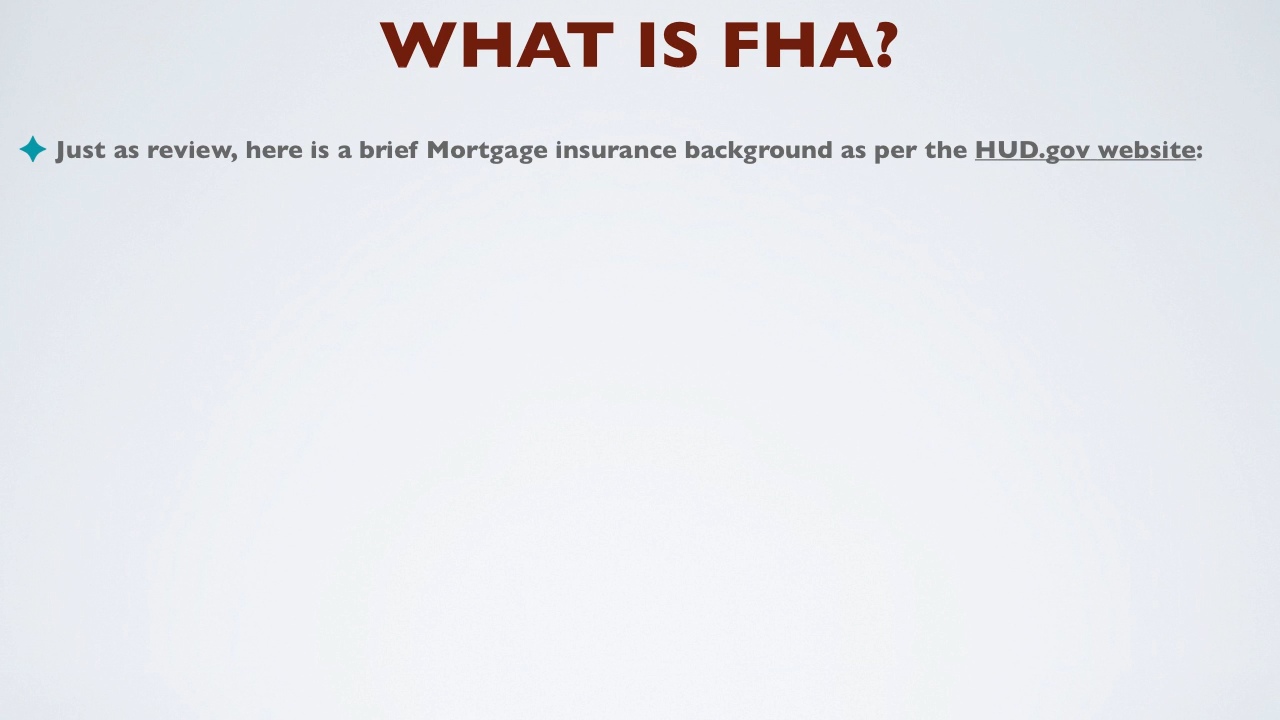 WHAT IS FHA?
Just as review, here is a brief Mortgage insurance background as per the HUD.gov website: